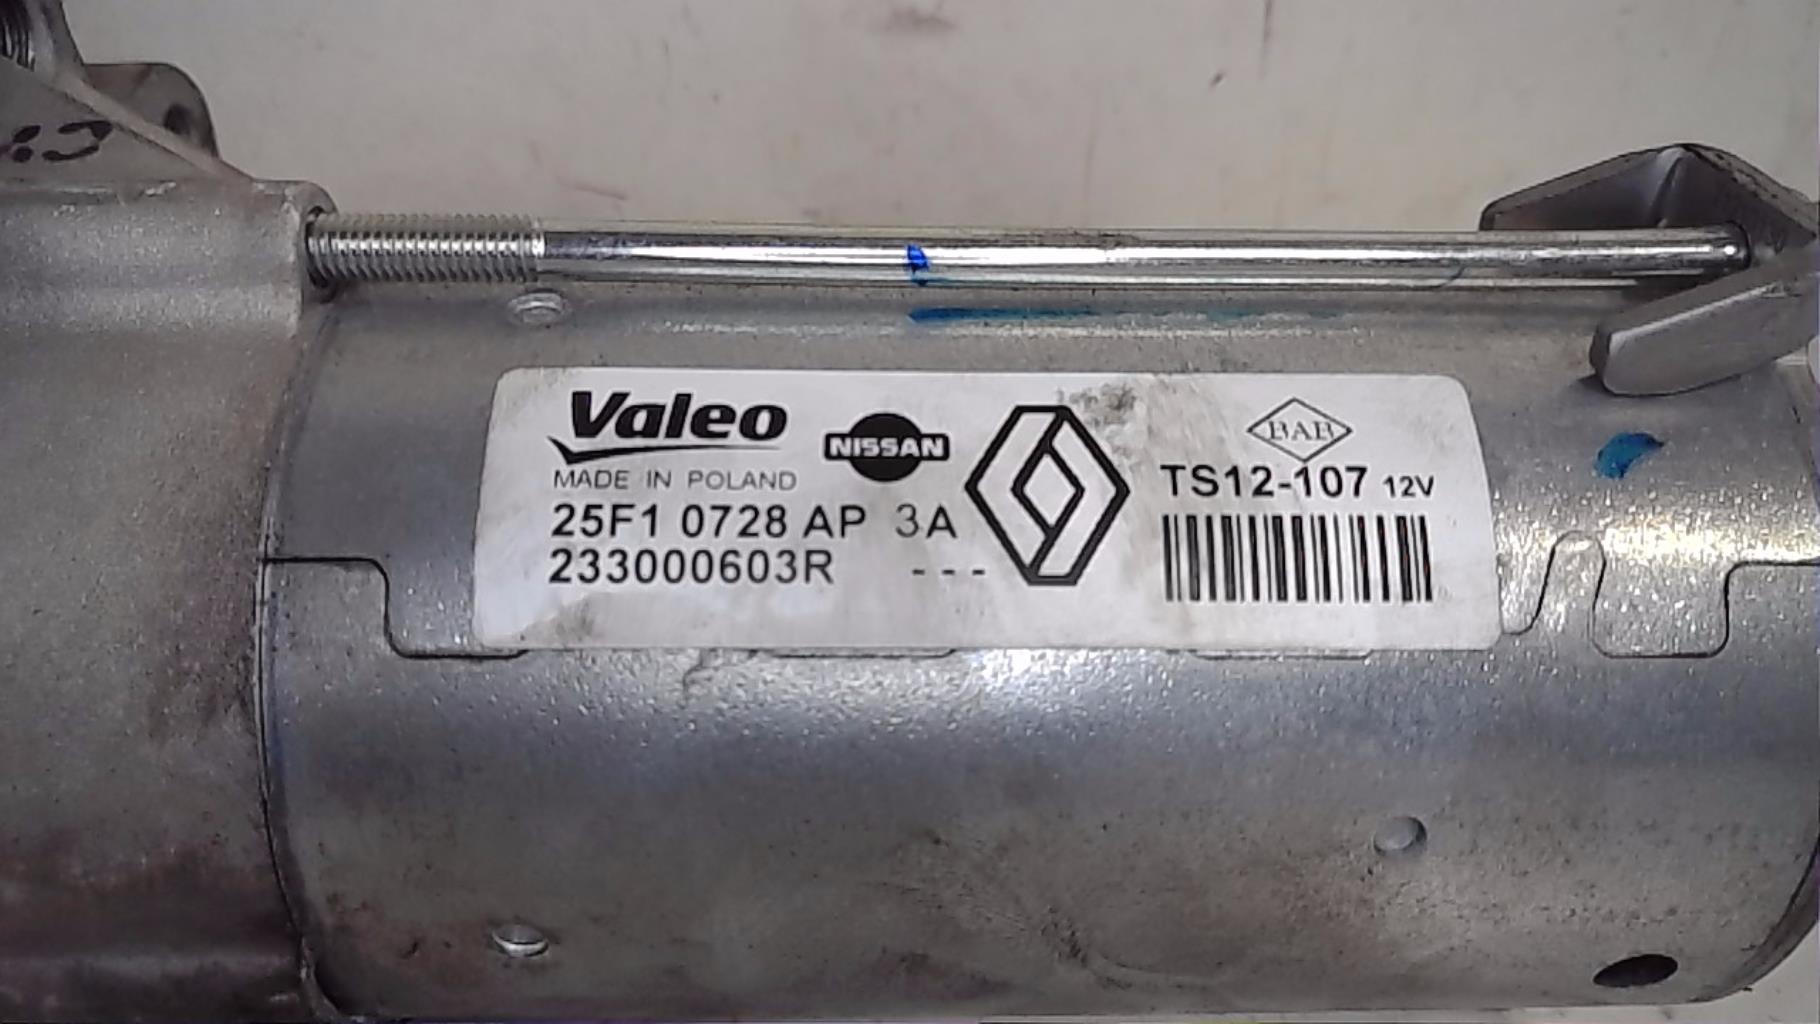 Valeo
NISSAN
MADE IN POLAND
25F1 0728 AP 3A
233000603R ---
BAB
TS12-107 12V